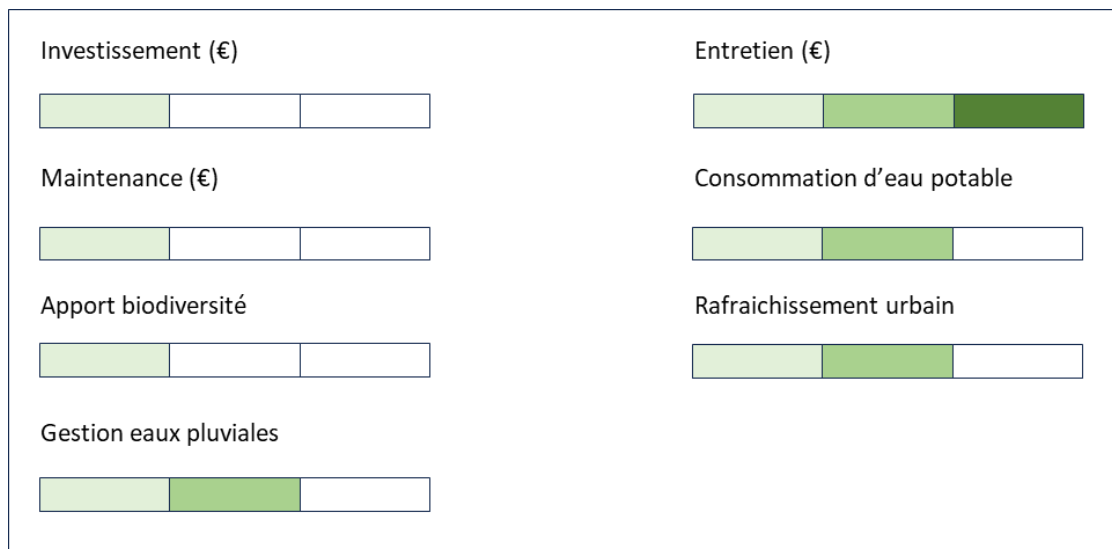 Investissement (€)
Entretien (€)
Maintenance (€)
Consommation d’eau potable
Apport biodiversité
Rafraichissement urbain
Gestion eaux pluviales